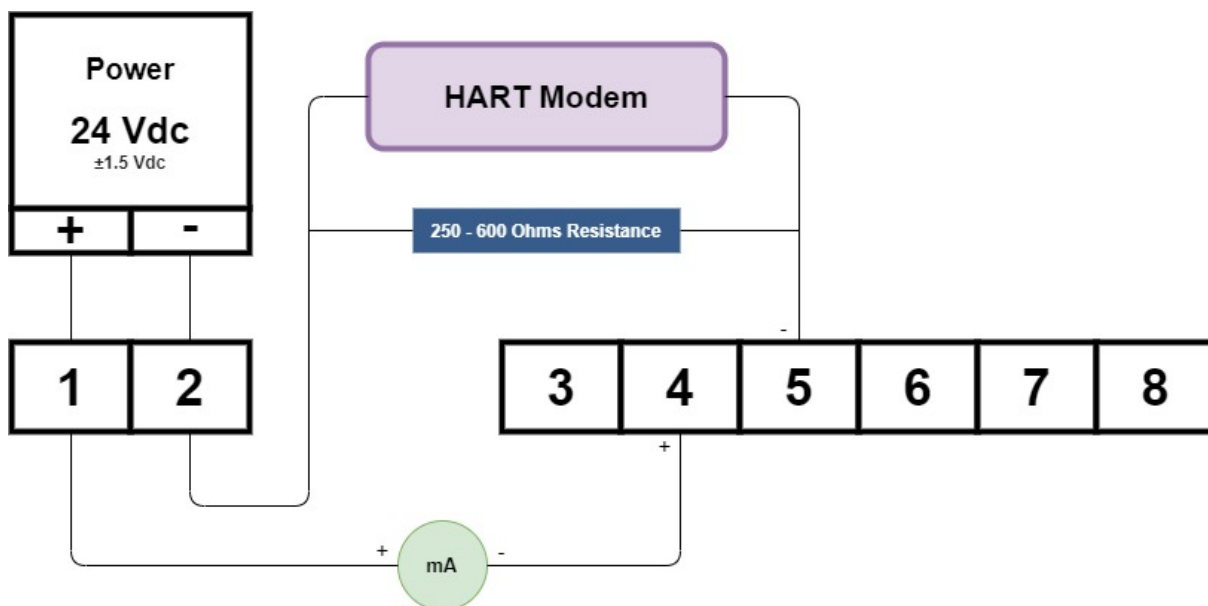 Power
24 Vdc
±1.5 Vdc
+ -
HART Modem
250 - 600 Ohms Resistance
-
1 2
3 4 5 6 7 8
+
+ mA -